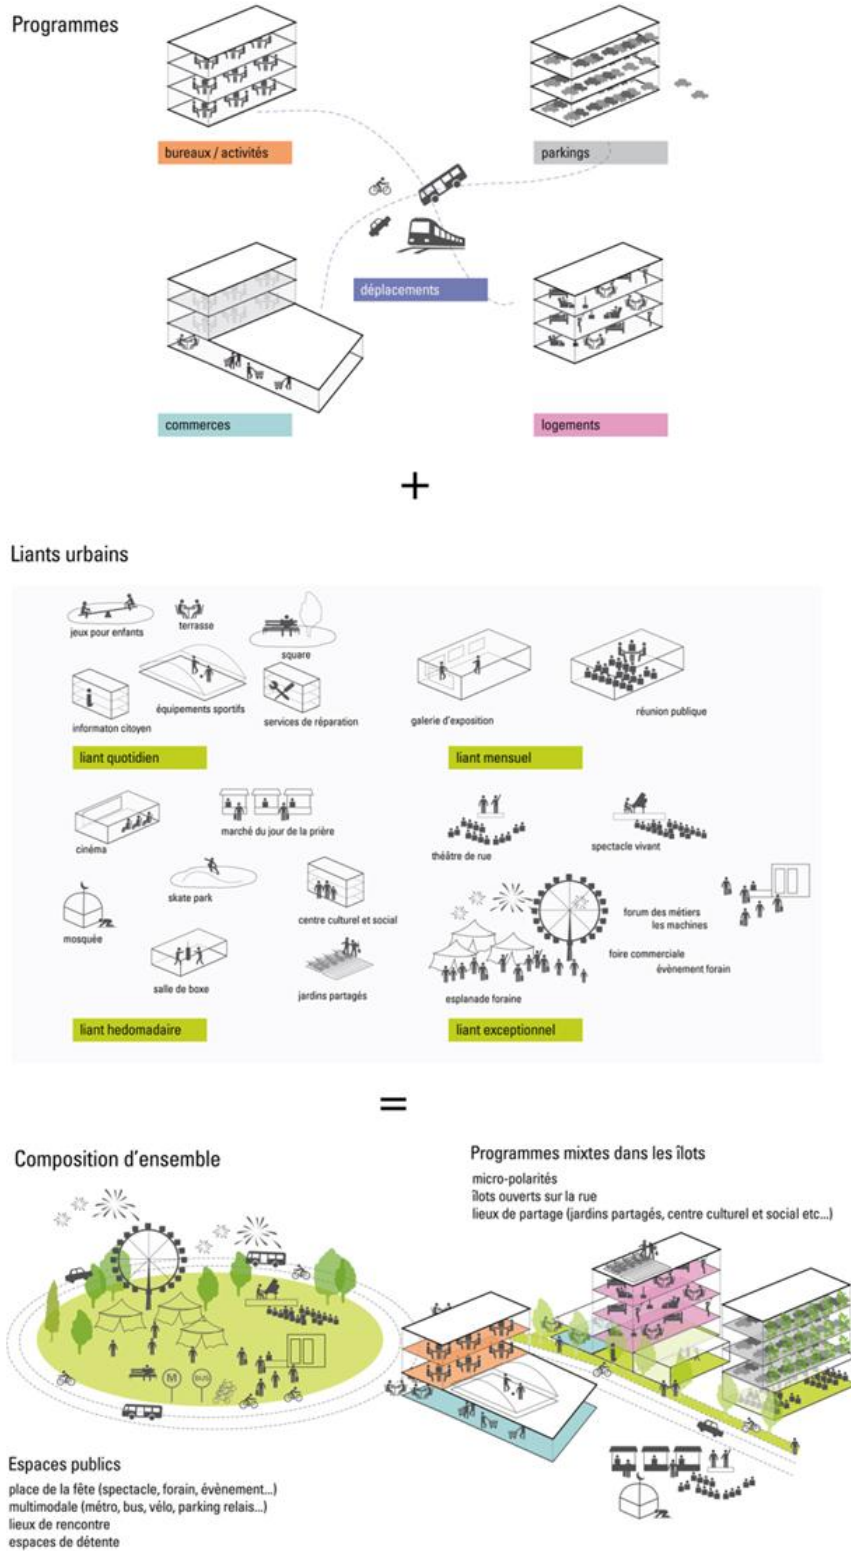 Programmes
bureaux / activités
parkings
déplacements
commerces
logements
+
Liants urbains
jeux pour enfants
terrasse
square
informaton citoyen
équipements sportifs
services de réparation
galerie d'exposition
réunion publique
liant quotidien
liant mensuel
cinéma
marché du jour de la prière
théâtre de rue
spectacle vivant
skate park
mosquée
centre culturel et social
forum des métiers
les machines
foire commerciale
évènement forain
salle de boxe
jardins partagés
esplanade foraine
liant hedomadaire
liant exceptionnel
=
Composition d'ensemble
Programmes mixtes dans les îlots
micro-polarités
îlots ouverts sur la rue
lieux de partage (jardins partagés, centre culturel et social etc...)
M
BUS
Espaces publics
place de la fête (spectacle, forain, évènement...)
multimodale (métro, bus, vélo, parking relais...)
lieux de rencontre
espaces de détente